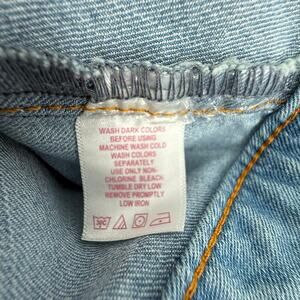 WASH DARK COLORS
BEFORE USING
MACHINE WASH COLD
WASH COLORS
SEPARATELY
USE ONLY NON-
CHLORINE. BLEACH.
TUMBLE DRY LOW
REMOVE PROMPTLY
LOW IRON
30C